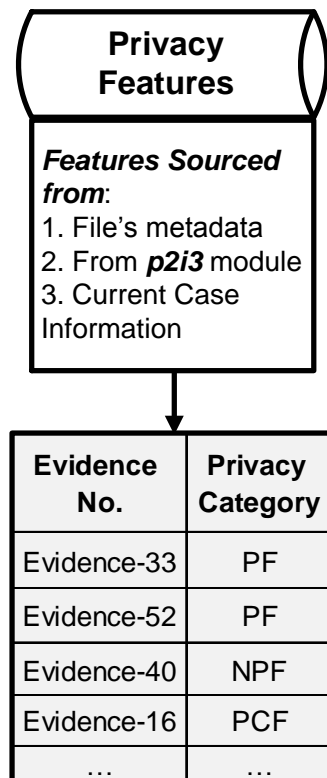 Privacy
Features
Features Sourced
from:
1. File's metadata
2. From p2i3 module
3. Current Case
Information
Evidence No. Privacy Category
Evidence-33 PF
Evidence-52 PF
Evidence-40 NPF
Evidence-16 PCF
... ...